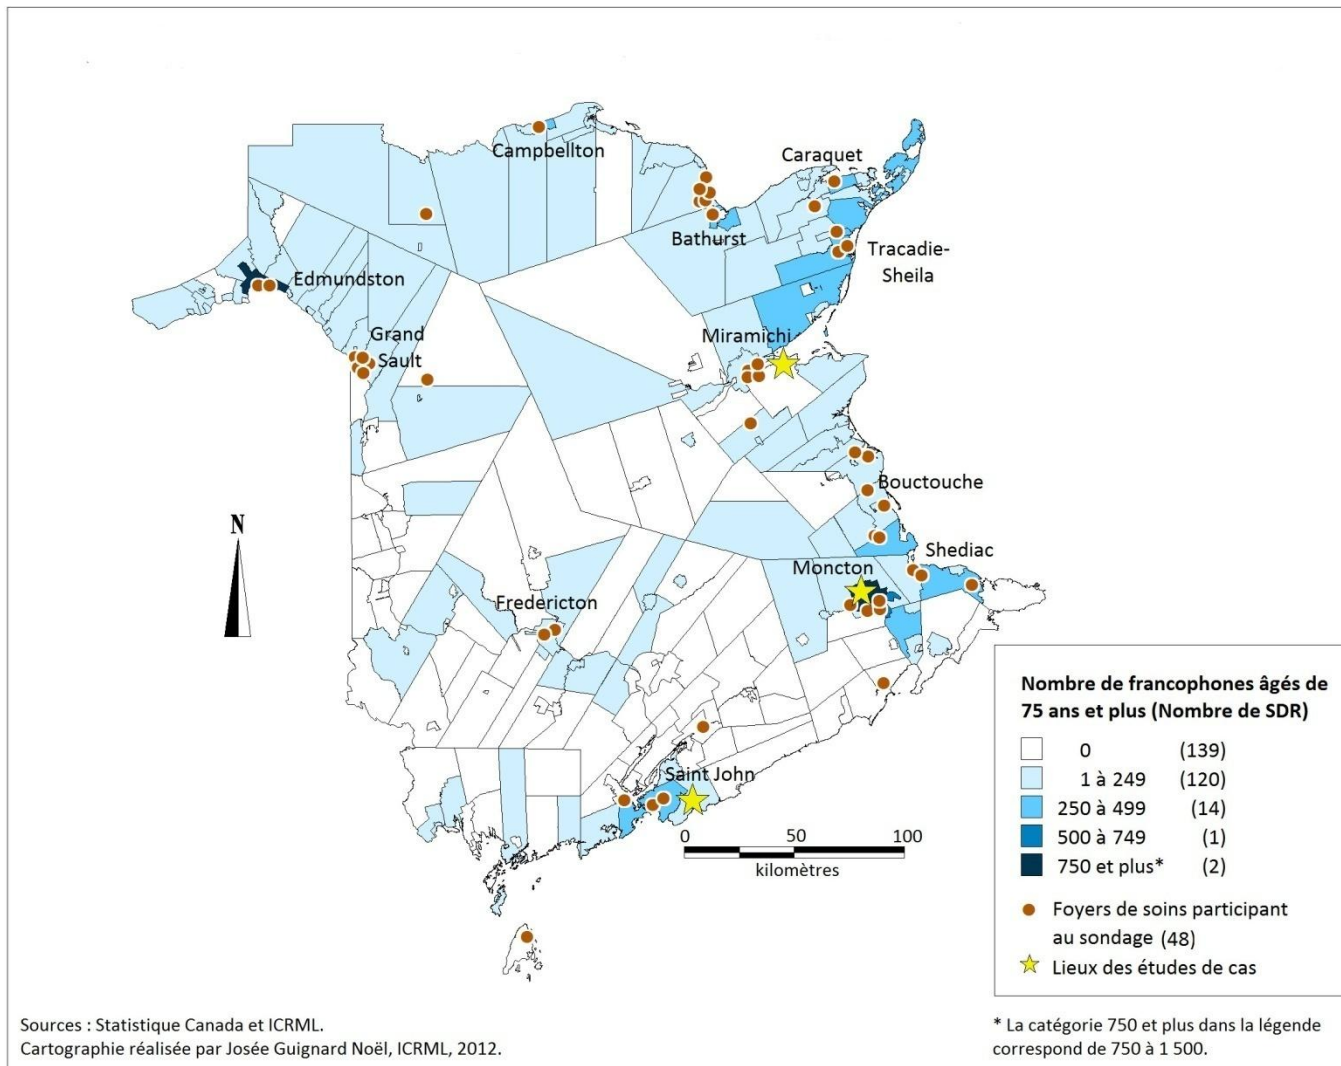 Campbellton
Caraquet
Bathurst
Tracadie-
Sheila
Edmundston
Grand
Sault
Miramichi
Bouctouche
Shediac
Moncton
N
Fredericton
Saint John
0 50 100
kilomètres
Nombre de francophones âgés de
75 ans et plus (Nombre de SDR)
0 (139)
1 à 249 (120)
250 à 499 (14)
500 à 749 (1)
750 et plus* (2)
Foyers de soins participant
au sondage (48)
Lieux des études de cas
Sources : Statistique Canada et ICRML.
Cartographie réalisée par Josée Guignard Noël, ICRML, 2012.
* La catégorie 750 et plus dans la légende
correspond de 750 à 1 500.